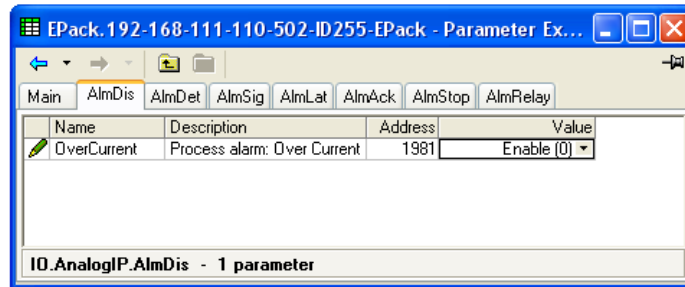 EPack.192-168-111-110-502-ID255-EPack - Parameter Ex...
Main AlmDis AlmDet AlmSig AlmLat AlmAck AlmStop AlmRelay
Name Description Address Value
OverCurrent Process alarm: Over Current 1981 Enable (0)
IO.AnalogIP.AlmDis - 1 parameter